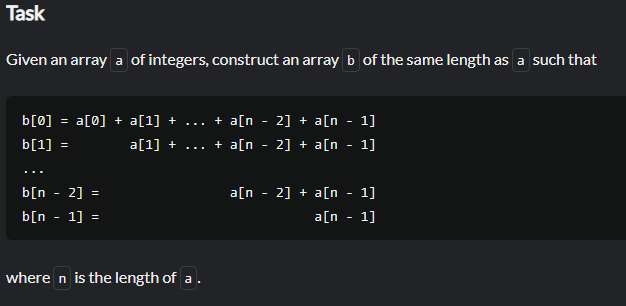 Task
Given an array a of integers, construct an array b of the same length as a such that
b[0] = a[0] + a[1] + ... + a[n - 2] + a[n - 1]
b[1] =        a[1] + ... + a[n - 2] + a[n - 1]
...
b[n - 2] =                 a[n - 2] + a[n - 1]
b[n - 1] =                            a[n - 1]
where n is the length of a.